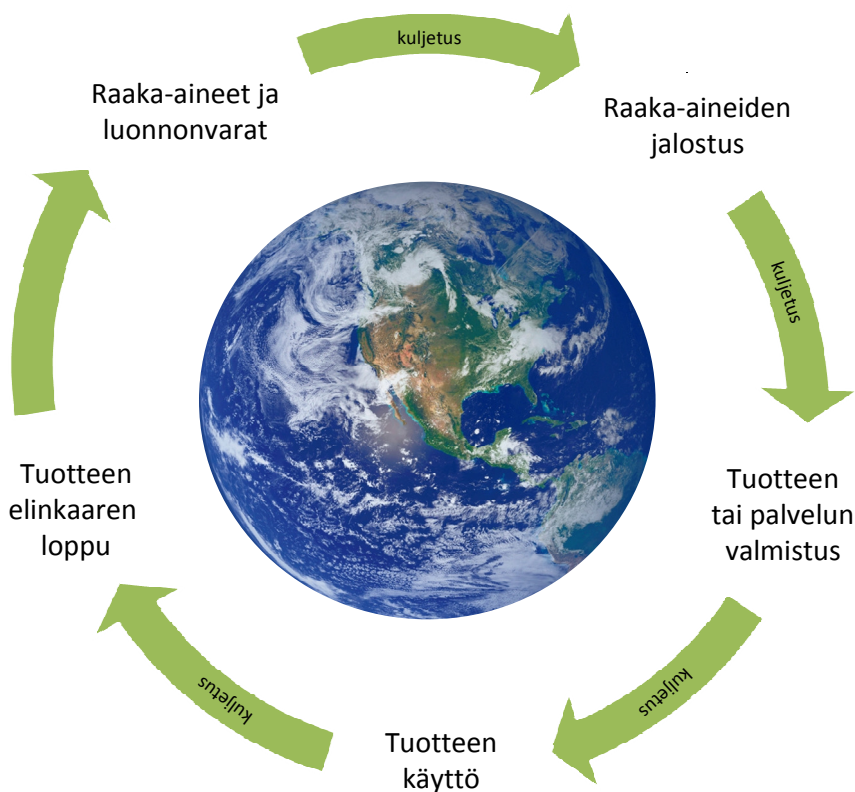 kuljetus
Raaka-aineet ja
luonnonvarat
Raaka-aineiden
jalostus
kuljetus
Tuotteen
tai palvelun
valmistus
kuljetus
Tuotteen
käyttö
kuljetus
Tuotteen
elinkaaren
loppu